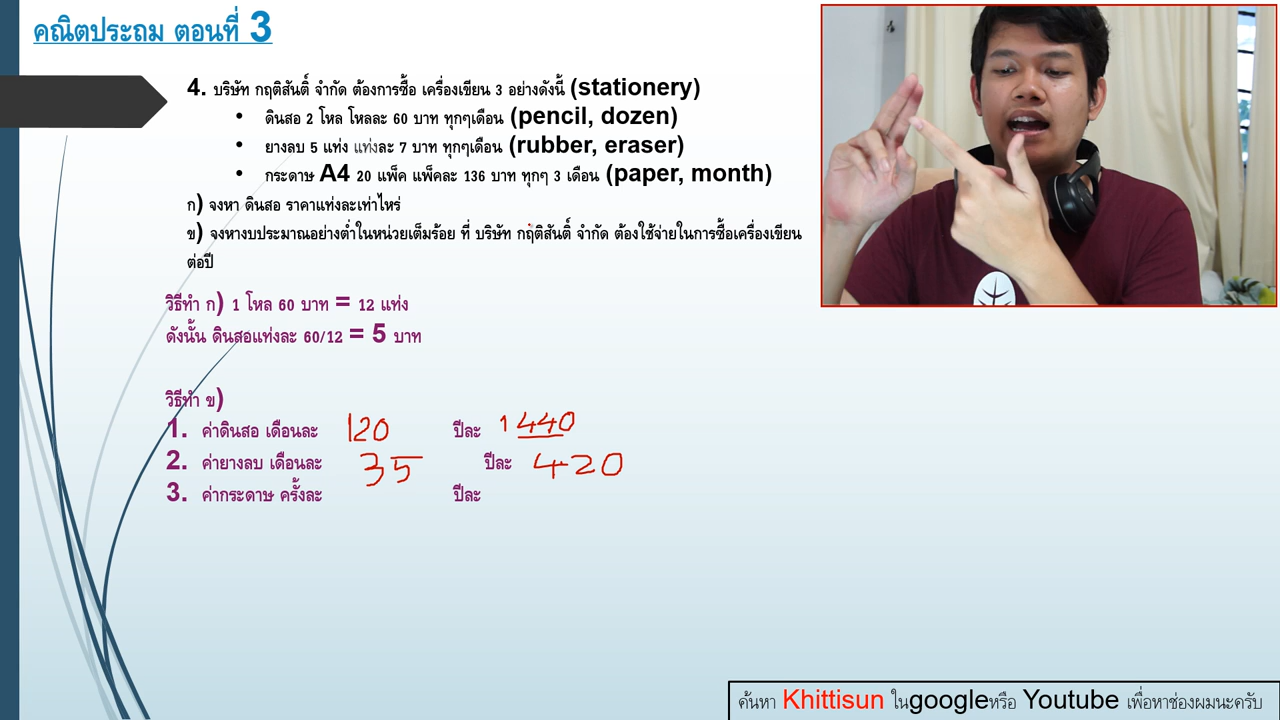 คณิตประถม ตอนที่ 3
4. บริษัท กฤติสันติ์ จำกัด ต้องการซื้อ เครื่องเขียน 3 อย่างดังนี้ (stationery)
• ดินสอ 2 โหล โหลละ 60 บาท ทุกๆเดือน (pencil, dozen)
• ยางลบ 5 แท่ง แท่งละ 7 บาท ทุกๆเดือน (rubber, eraser)
• กระดาษ A4 20 แพ็ค แพ็คละ 136 บาท ทุกๆ 3 เดือน (paper, month)
ก) จงหา ดินสอ ราคาแท่งละเท่าไหร่
ข) จงหางบประมาณอย่างต่ำในหน่วยเต็มร้อย ที่ บริษัท กฤติสันติ์ จำกัด ต้องใช้จ่ายในการซื้อเครื่องเขียน
ต่อปี
วิธีทำ ก) 1 โหล 60 บาท = 12 แท่ง
ดังนั้น ดินสอแท่งละ 60/12 = 5 บาท
วิธีทำ ข)
1. ค่าดินสอ เดือนละ 120 ปีละ 1440
2. ค่ายางลบ เดือนละ 35 ปีละ 420
3. ค่ากระดาษ ครั้งละ ปีละ
ค้นหา Khittisun ในgoogleหรือ Youtube เพื่อหาช่องผมนะครับ